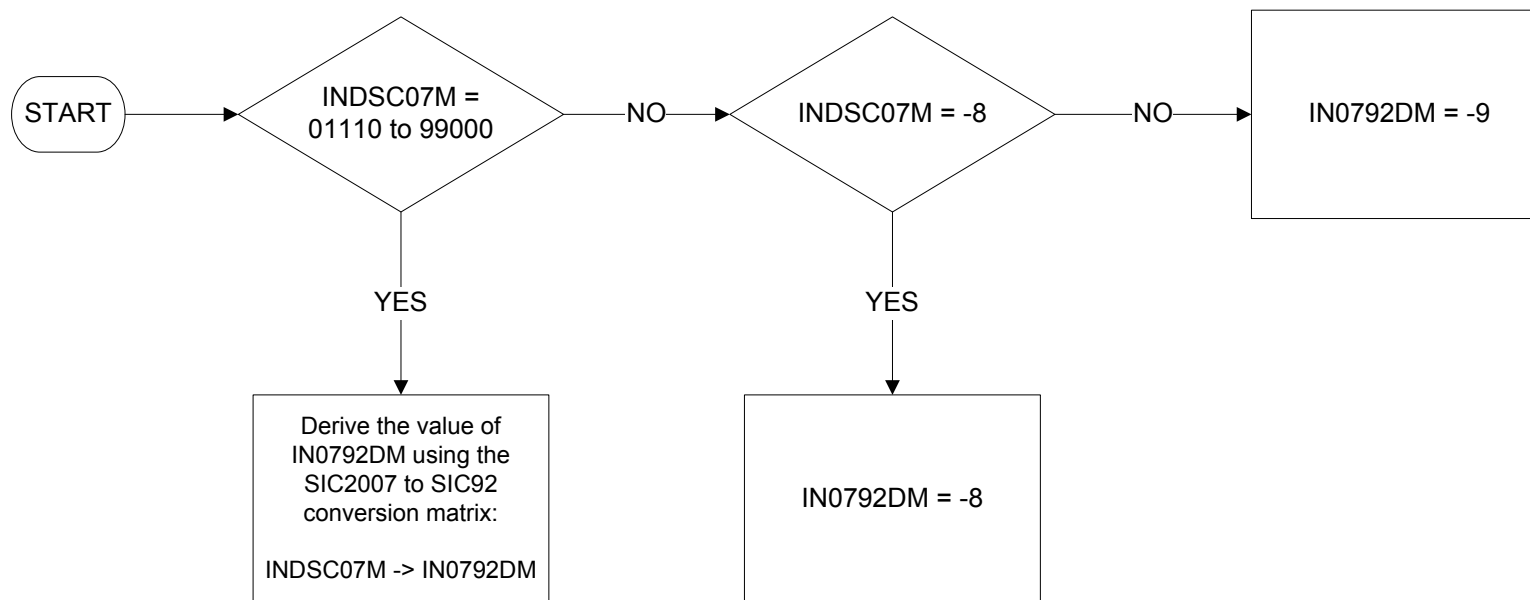 START
INDSC07M =
01110 to 99000
NO
INDSC07M = -8
NO
IN0792DM = -9
YES
YES
Derive the value of
IN0792DM using the
SIC2007 to SIC92
conversion matrix:
INDSC07M -> IN0792DM
IN0792DM = -8